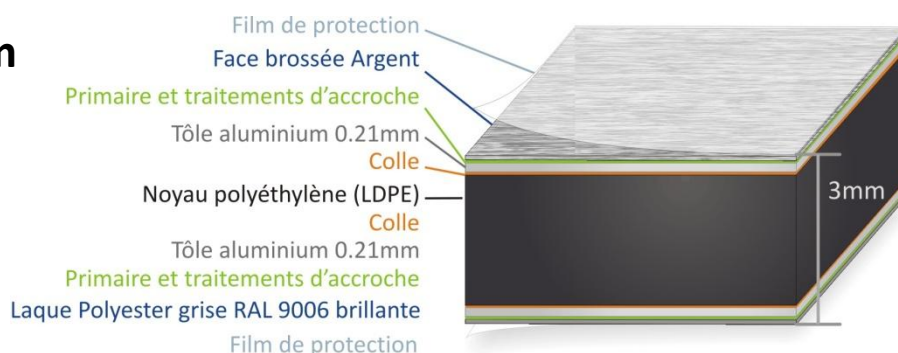 Film de protection
Face brossée Argent
Primaire et traitements d’accroche
Tôle aluminium 0.21mm
Colle
Noyau polyéthylène (LDPE)
Colle
Tôle aluminium 0.21mm
Primaire et traitements d’accroche
Laque Polyester grise RAL 9006 brillante
Film de protection
3mm